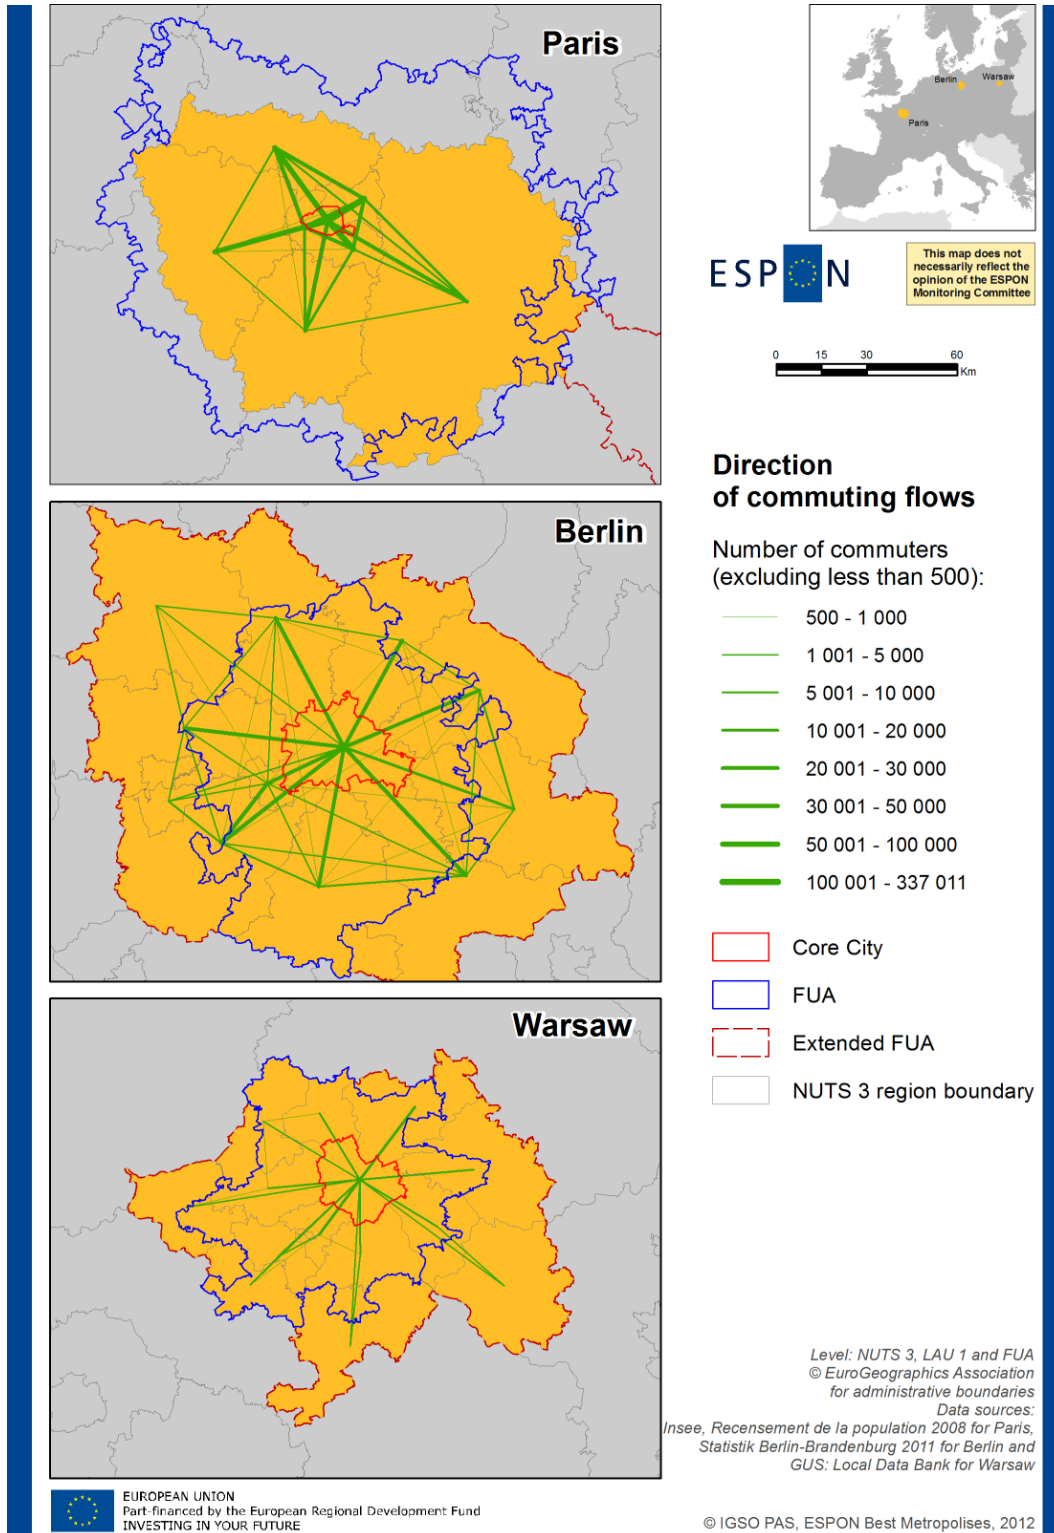 Paris
Berlin
Warsaw
Paris
ESPON
This map does not
necessarily reflect the
opinion of the ESPON
Monitoring Committee
0 15 30 60
Km
Direction
of commuting flows
Number of commuters
(excluding less than 500):
500 - 1 000
1 001 - 5 000
5 001 - 10 000
10 001 - 20 000
20 001 - 30 000
30 001 - 50 000
50 001 - 100 000
100 001 - 337 011
Core City
FUA
Extended FUA
NUTS 3 region boundary
Berlin
Warsaw
Level: NUTS 3, LAU 1 and FUA
© EuroGeographics Association
for administrative boundaries
Data sources:
Insee, Recensement de la population 2008 for Paris,
Statistik Berlin-Brandenburg 2011 for Berlin and
GUS: Local Data Bank for Warsaw
EUROPEAN UNION
Part-financed by the European Regional Development Fund
INVESTING IN YOUR FUTURE
© IGSO PAS, ESPON Best Metropolises, 2012